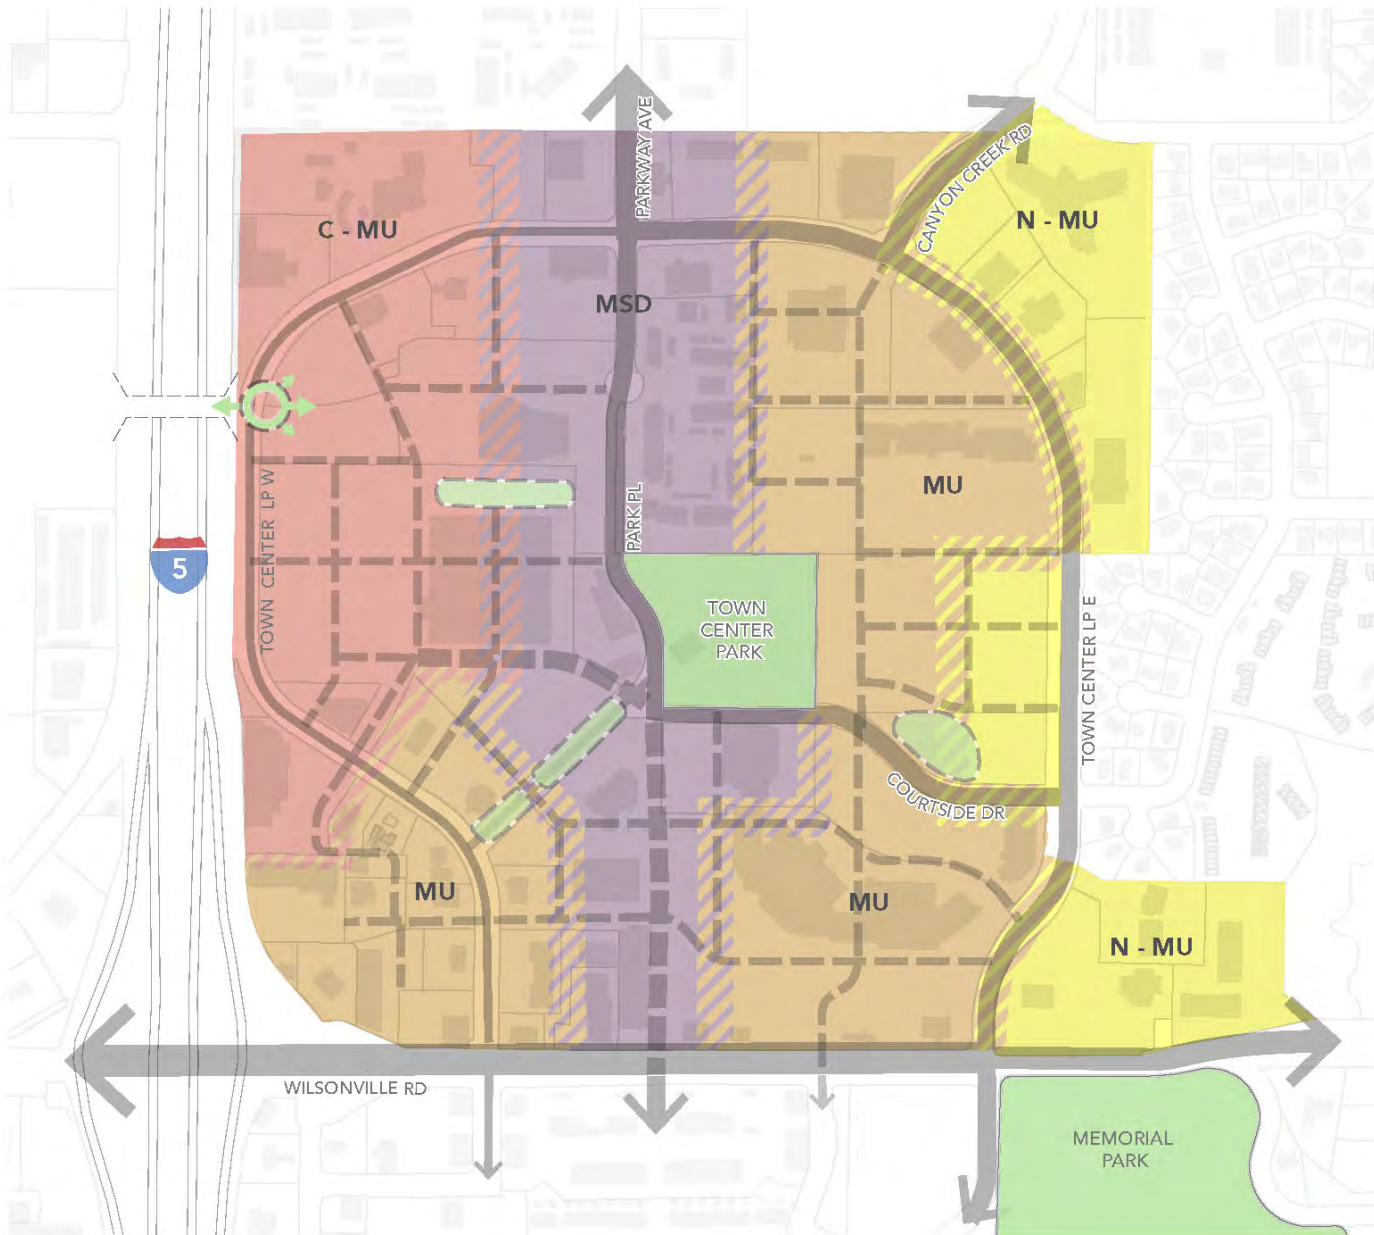 PARKWAY AVE
CANYON CREEK RD
C - MU
N - MU
MSD
MU
PARK PL
TOWN CENTER LP W
5
TOWN
CENTER
PARK
TOWN CENTER LP E
COURTSIDE DR
MU
MU
N - MU
WILSONVILLE RD
MEMORIAL
PARK